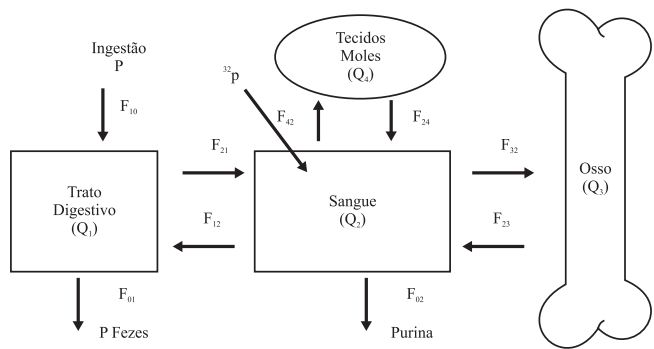 Ingestão
P
F10
32p
Tecidos
Moles
(Q4)
F42
F24
F21
F32
Trato
Digestivo
(Q1)
Sangue
(Q2)
Osso
(Q3)
F12
F23
F01
F02
P Fezes
Purina